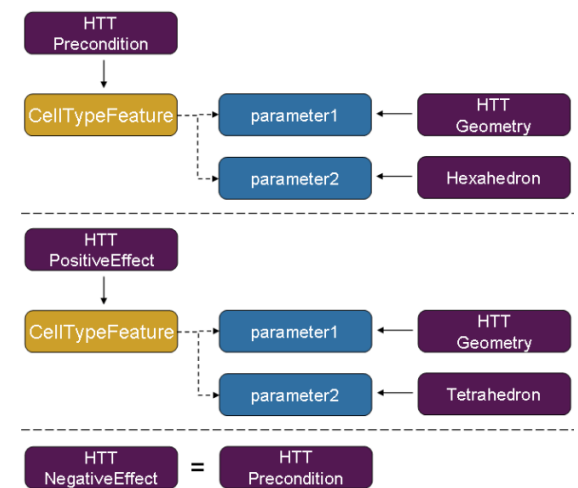 HTT
Precondition
CellTypeFeature
parameter1
HTT
Geometry
parameter2
Hexahedron
HTT
PositiveEffect
CellTypeFeature
parameter1
HTT
Geometry
parameter2
Tetrahedron
HTT
NegativeEffect
=
HTT
Precondition